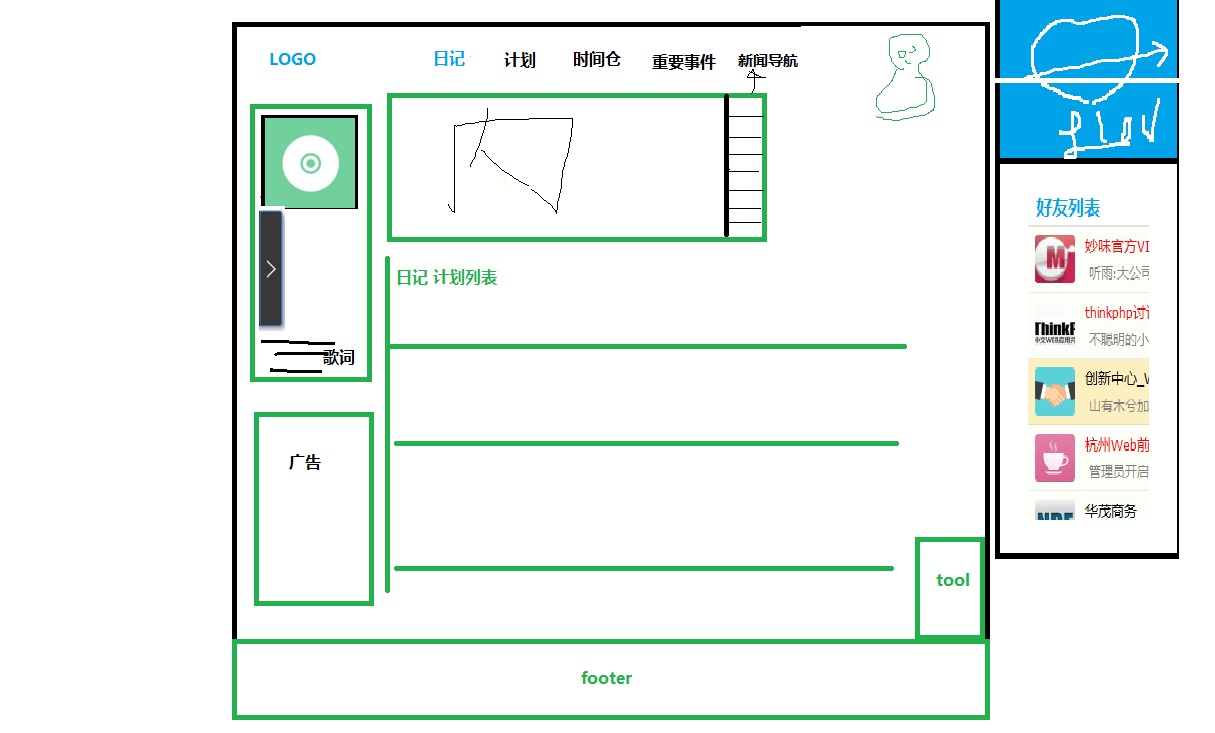 LOGO 日记 计划 时间仓 重要事件 新闻导航
歌词
广告
日记 计划列表
tool
footer
好友列表
妙味官方VI
听雨:大公司
thinkphp讨
不聪明的小
创新中心_
山有木兮加
杭州Web前
管理员开启
华茂商务